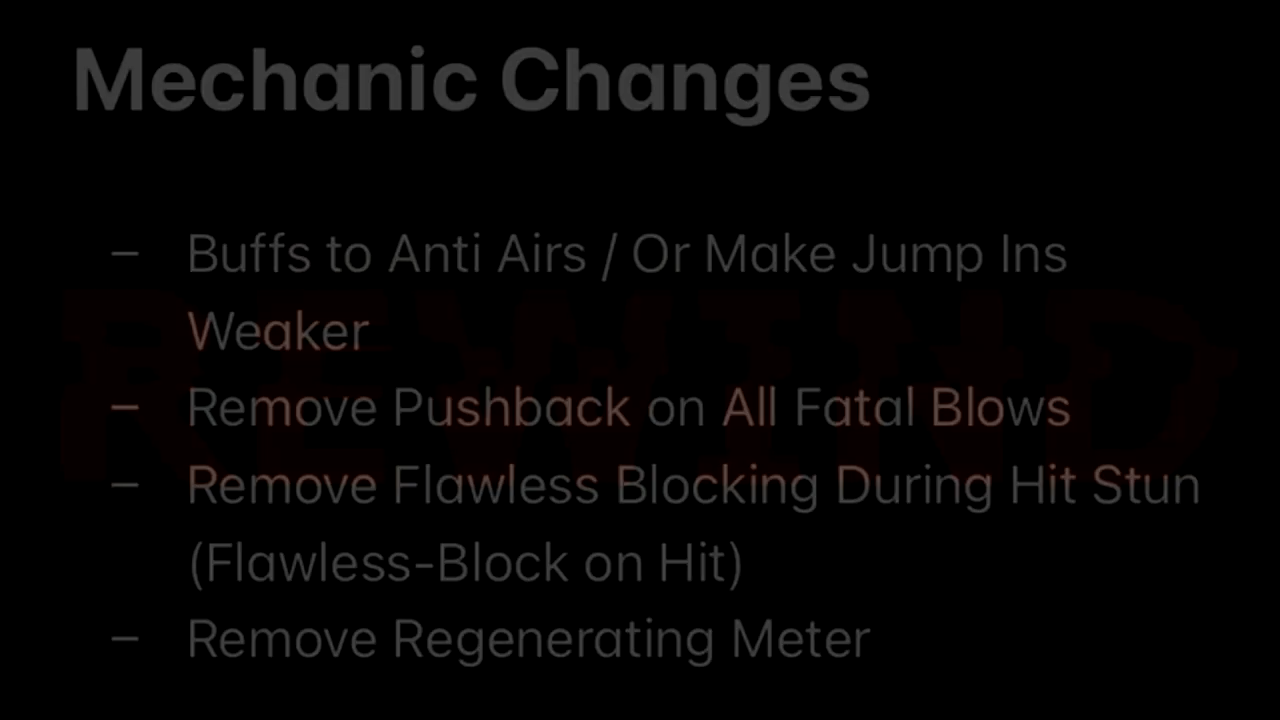 Mechanic Changes
– Buffs to Anti Airs / Or Make Jump Ins
Weaker
– Remove Pushback on All Fatal Blows
– Remove Flawless Blocking During Hit Stun
(Flawless-Block on Hit)
– Remove Regenerating Meter
REWIND